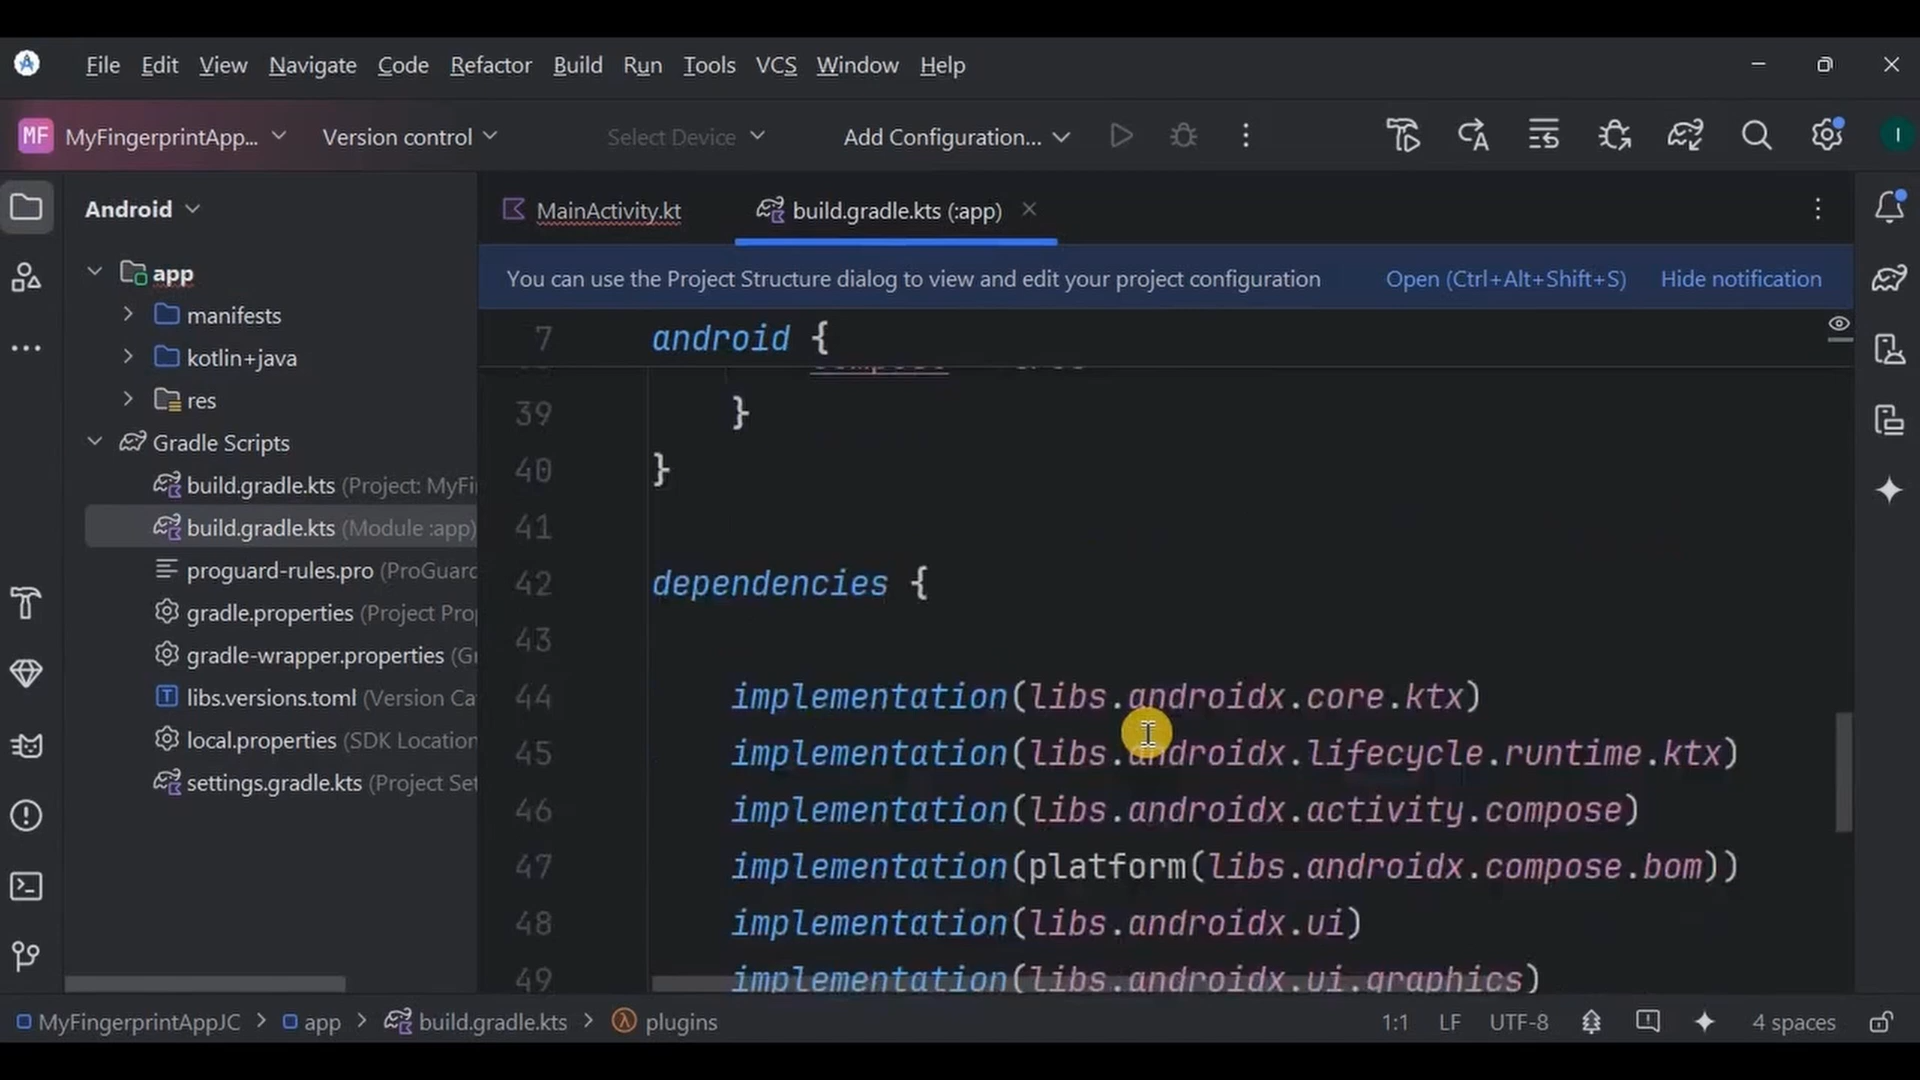 File Edit View Navigate Code Refactor Build Run Tools VCS Window Help
MF MyFingerprintApp... Version control Select Device Add Configuration... I
Android
MainActivity.kt build.gradle.kts (:app)
You can use the Project Structure dialog to view and edit your project configuration Open (Ctrl+Alt+Shift+S) Hide notification
app
manifests
kotlin+java
res
Gradle Scripts
build.gradle.kts (Project: MyFi
build.gradle.kts (Module :app)
proguard-rules.pro (ProGuard
gradle.properties (Project Pro
gradle-wrapper.properties (G
libs.versions.toml (Version Ca
local.properties (SDK Location
settings.gradle.kts (Project Set
7 android {
39 }
40 }
41
42 dependencies {
43
44 implementation(libs.androidx.core.ktx)
45 implementation(libs.androidx.lifecycle.runtime.ktx)
46 implementation(libs.androidx.activity.compose)
47 implementation(platform(libs.androidx.compose.bom))
48 implementation(libs.androidx.ui)
49 implementation(libs.androidx.ui.graphics)
MyFingerprintAppJC > app > build.gradle.kts > plugins 1:1 LF UTF-8 4 spaces